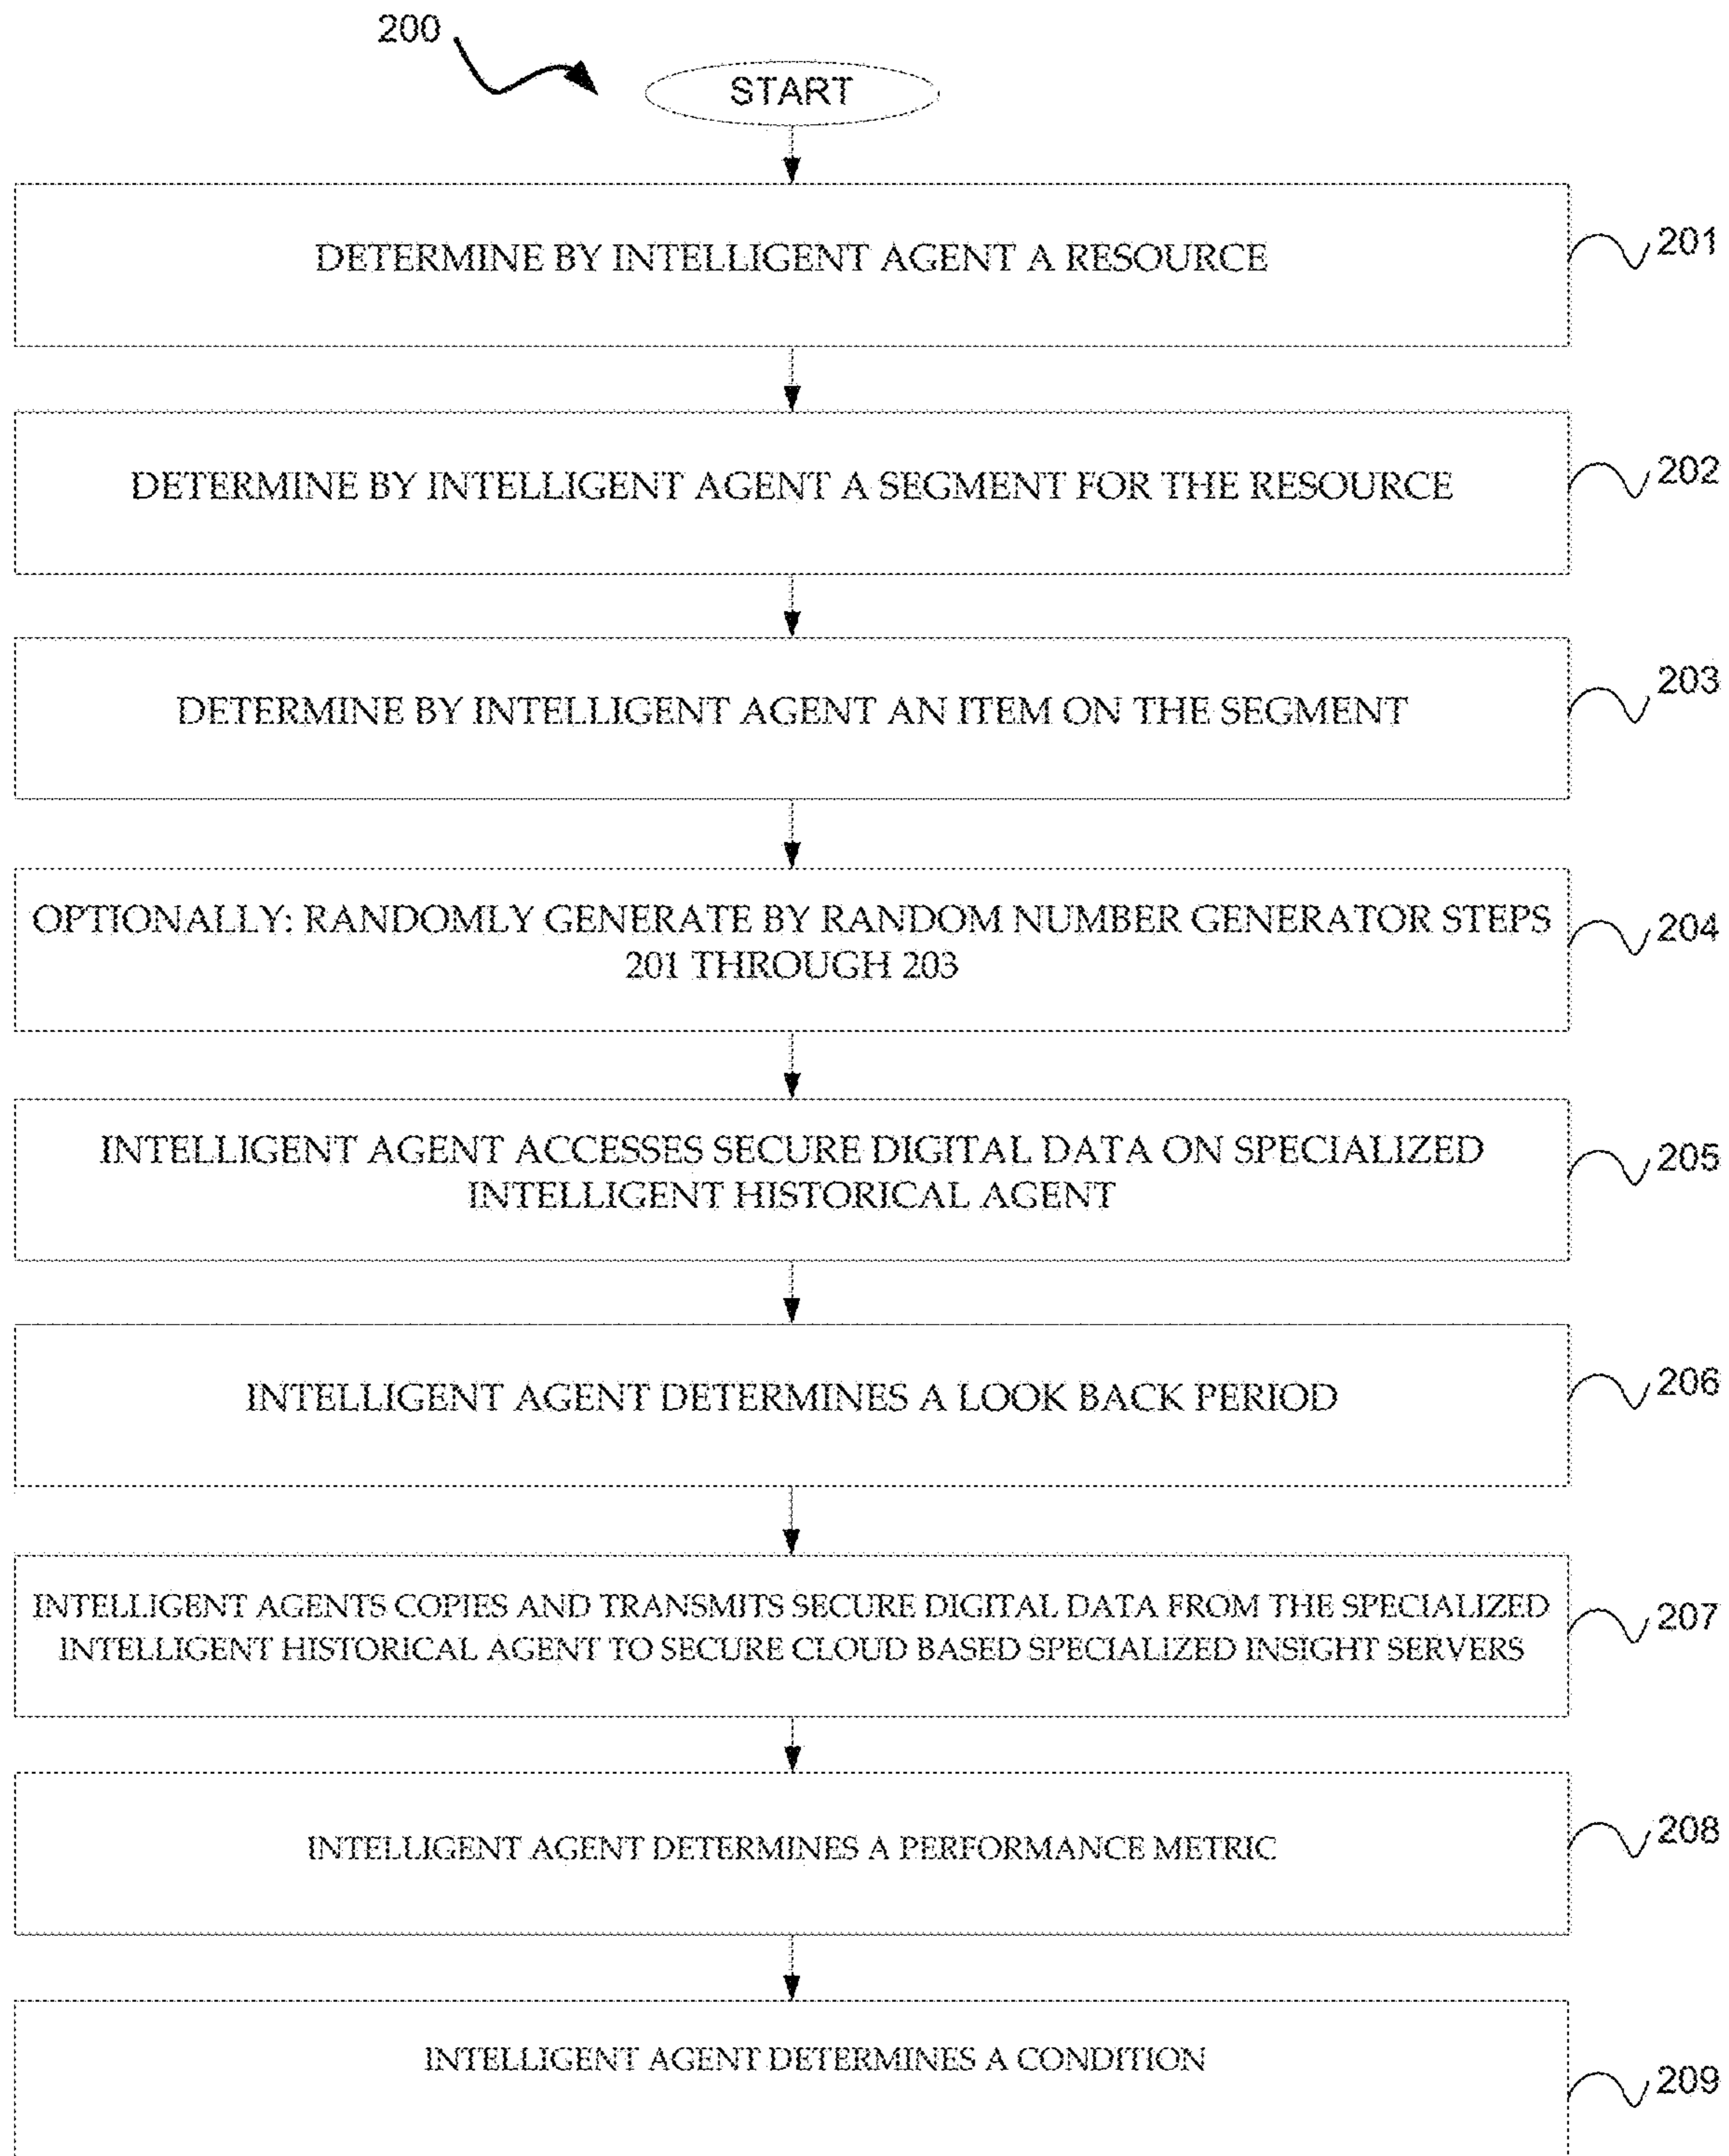 200
START
DETERMINE BY INTELLIGENT AGENT A RESOURCE
201
DETERMINE BY INTELLIGENT AGENT A SEGMENT FOR THE RESOURCE
202
DETERMINE BY INTELLIGENT AGENT AN ITEM ON THE SEGMENT
203
OPTIONALLY: RANDOMLY GENERATE BY RANDOM NUMBER GENERATOR STEPS
201 THROUGH 203
204
INTELLIGENT AGENT ACCESSES SECURE DIGITAL DATA ON SPECIALIZED
INTELLIGENT HISTORICAL AGENT
205
INTELLIGENT AGENT DETERMINES A LOOK BACK PERIOD
206
INTELLIGENT AGENTS COPIES AND TRANSMITS SECURE DIGITAL DATA FROM THE SPECIALIZED
INTELLIGENT HISTORICAL AGENT TO SECURE CLOUD BASED SPECIALIZED INSIGHT SERVERS
207
INTELLIGENT AGENT DETERMINES A PERFORMANCE METRIC
208
INTELLIGENT AGENT DETERMINES A CONDITION
209